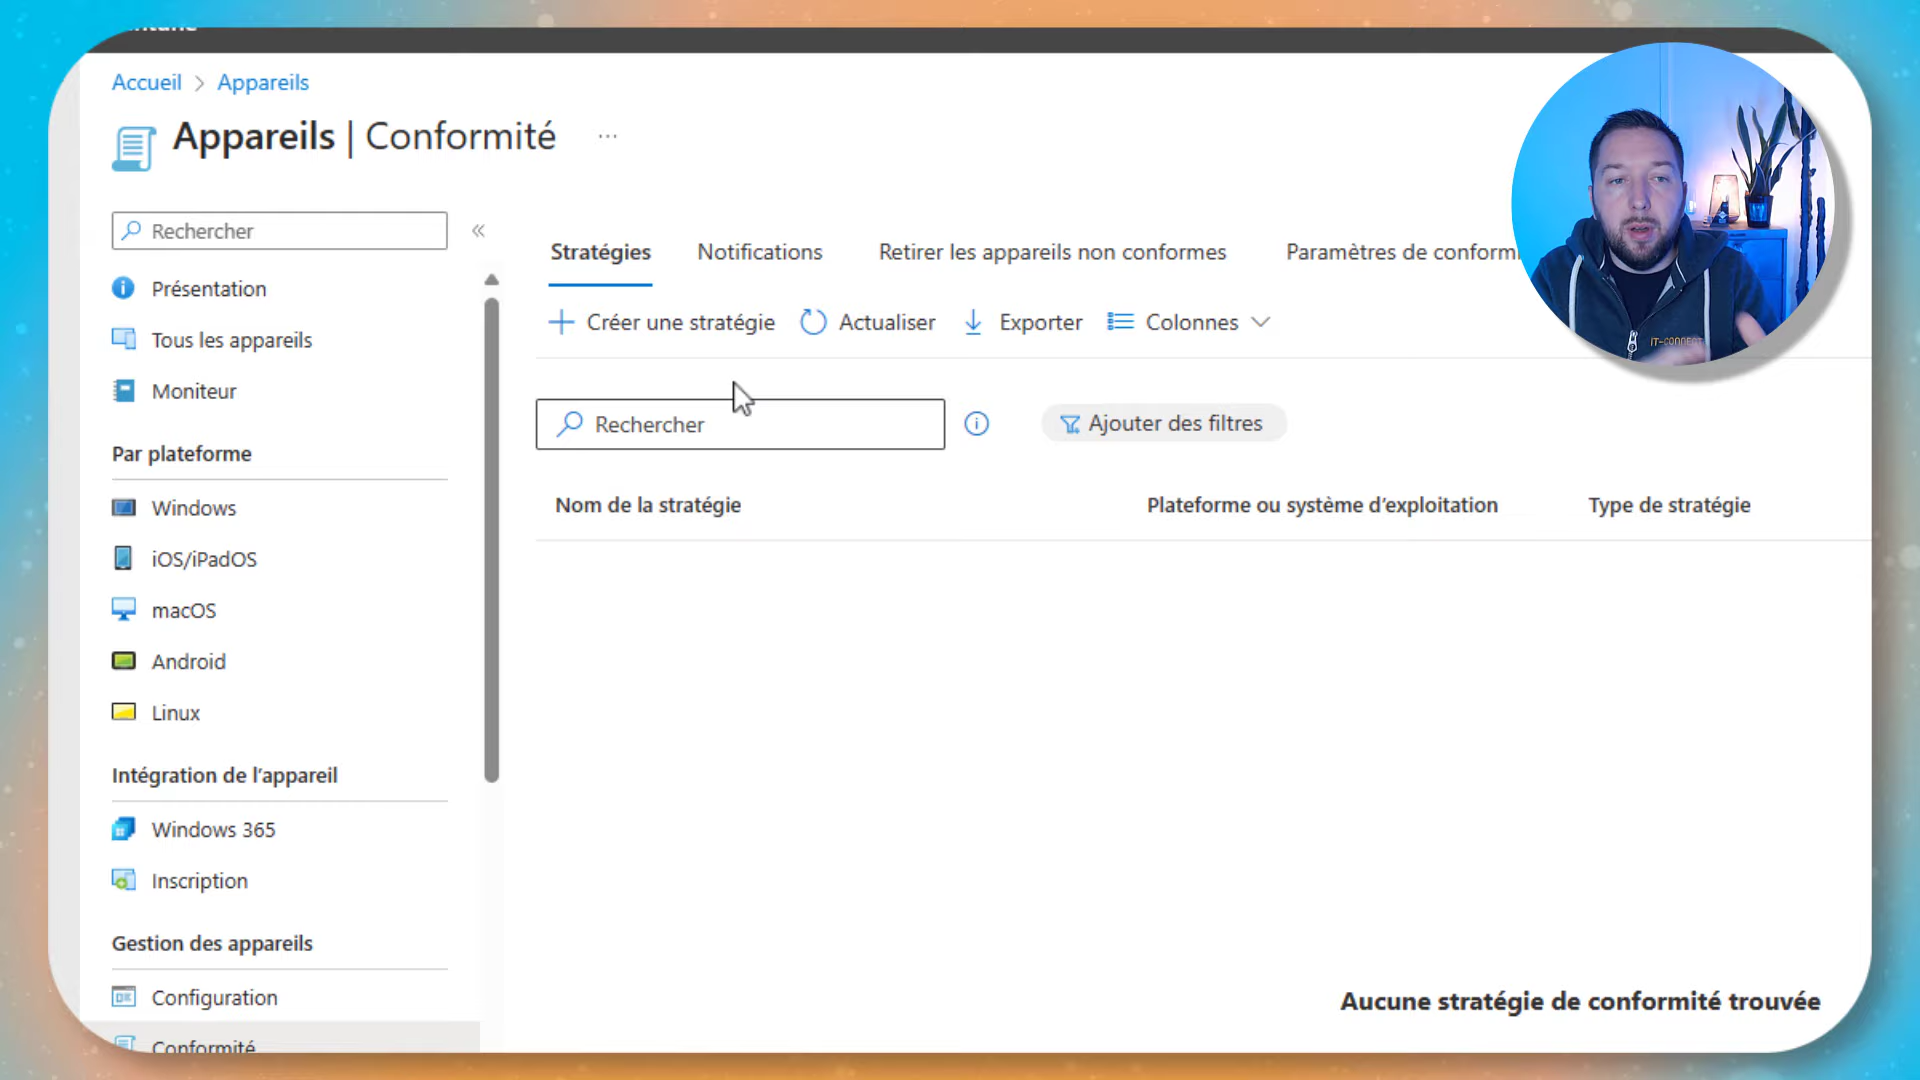 Accueil > Appareils
Appareils | Conformité ...
Rechercher
«
Présentation
Tous les appareils
Moniteur
Par plateforme
Windows
iOS/iPadOS
macOS
Android
Linux
Intégration de l'appareil
Windows 365
Inscription
Gestion des appareils
Configuration
Conformité
Stratégies Notifications Retirer les appareils non conformes Paramètres de conformi
Créer une stratégie Actualiser Exporter Colonnes
Rechercher Ajouter des filtres
Nom de la stratégie Plateforme ou système d'exploitation Type de stratégie
Aucune stratégie de conformité trouvée
IT-CONNECT